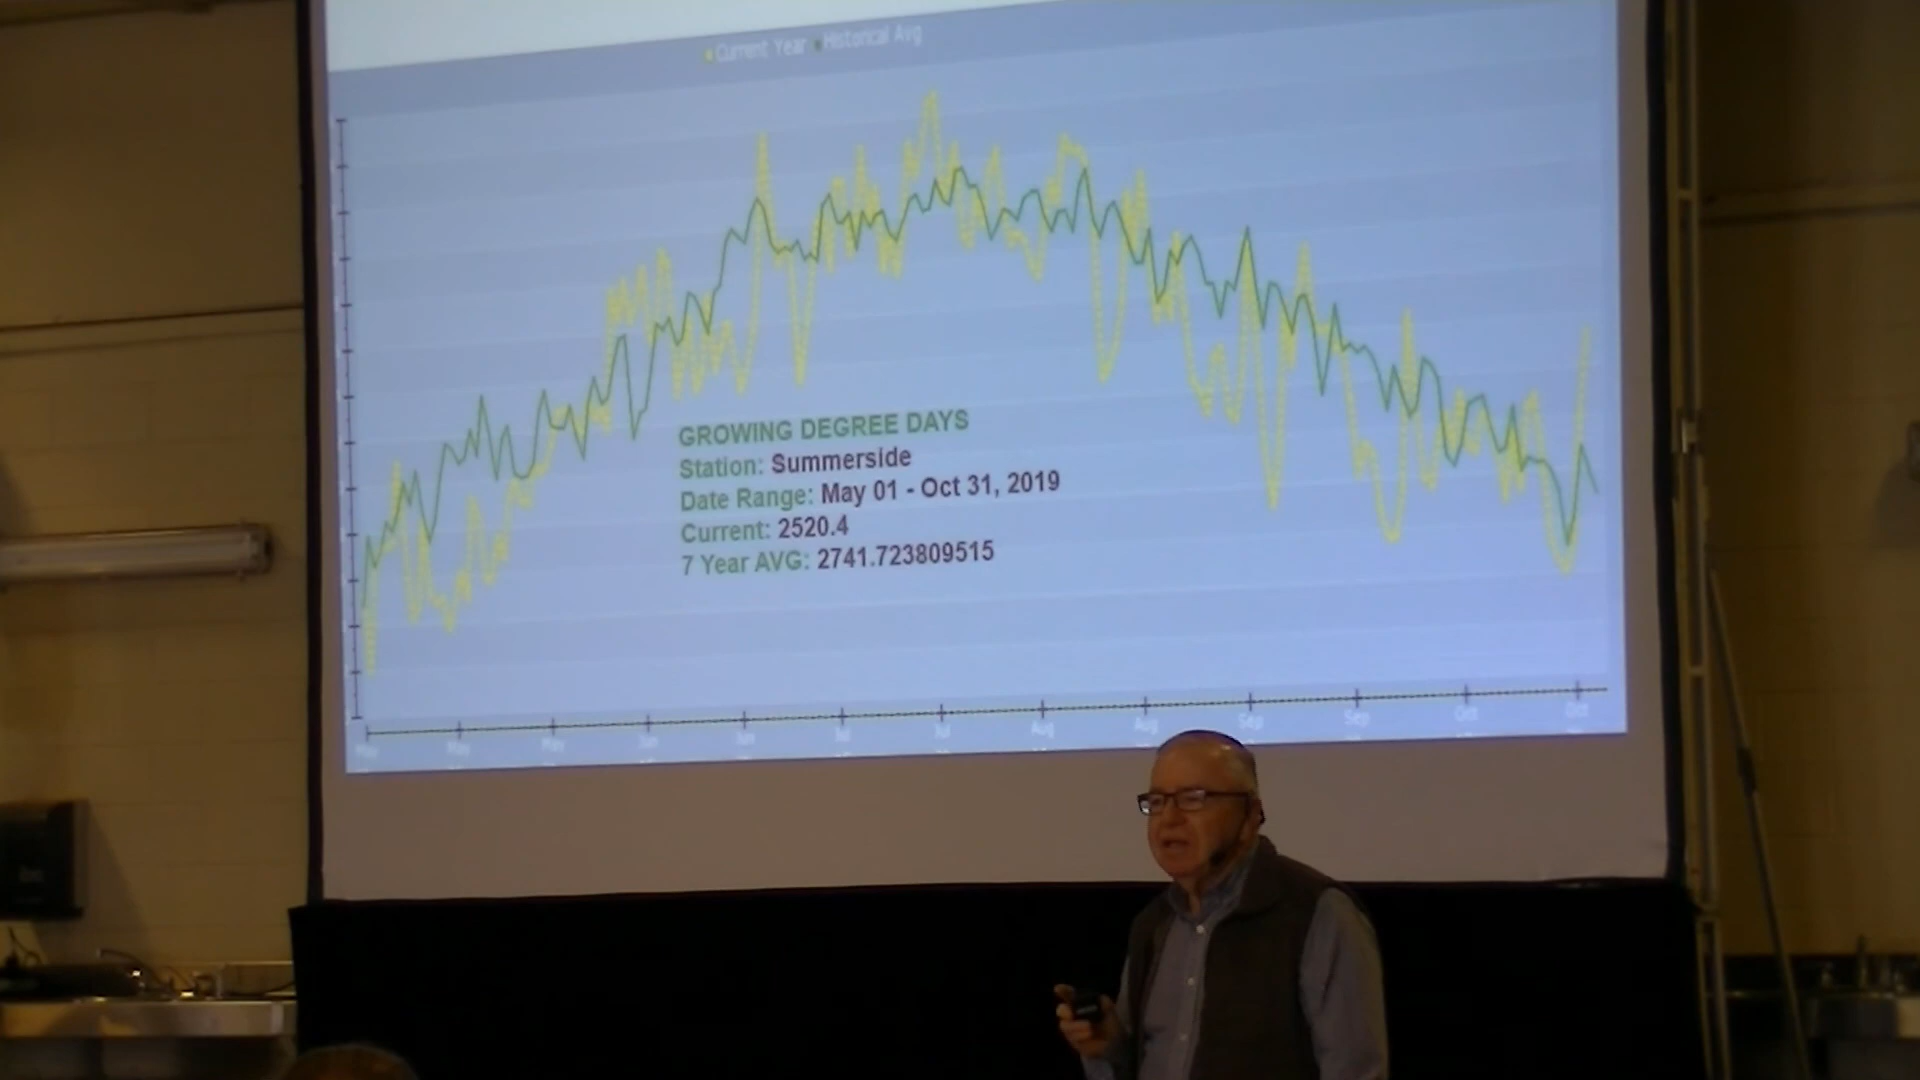 Current Year Historical Avg
GROWING DEGREE DAYS
Station: Summerside
Date Range: May 01 - Oct 31, 2019
Current: 2520.4
7 Year AVG: 2741.723809515
May May May Jun Jun Jul Jul Aug Aug Sep Sep Oct Oct